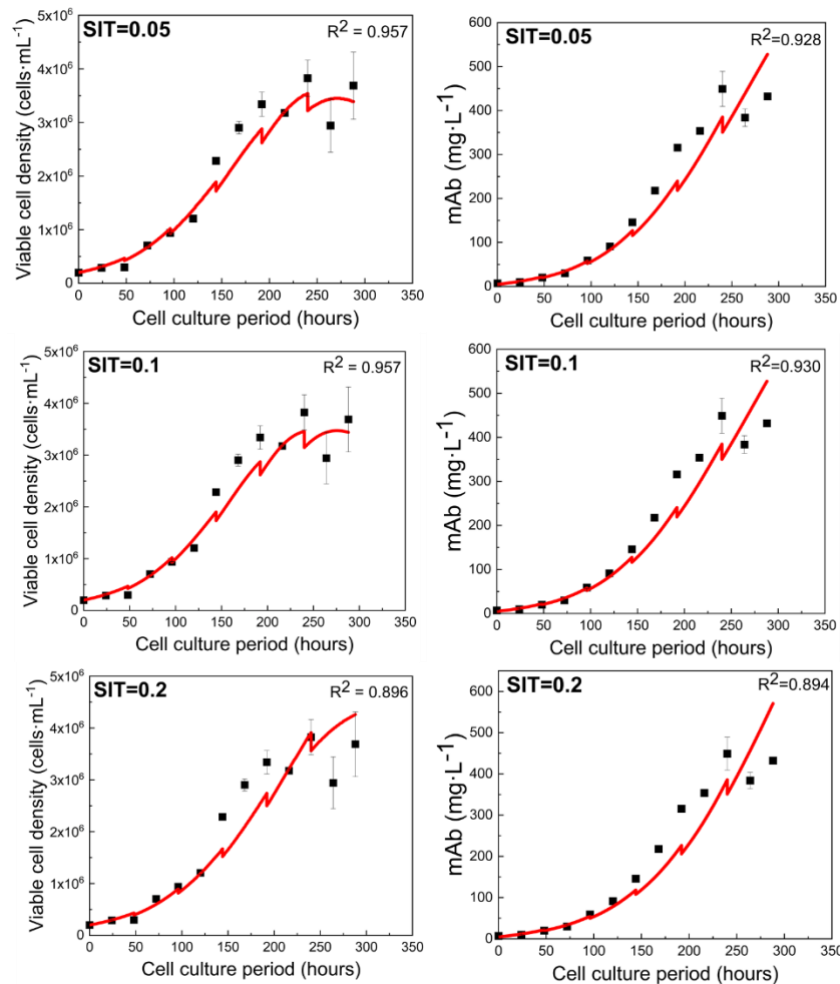 SIT=0.05
R² = 0.957
Viable cell density (cells·mL⁻¹)
5x10⁶
4x10⁶
3x10⁶
2x10⁶
1x10⁶
0
0 50 100 150 200 250 300 350
Cell culture period (hours)
SIT=0.05
R²=0.928
mAb (mg·L⁻¹)
600
500
400
300
200
100
0
0 50 100 150 200 250 300 350
Cell culture period (hours)
SIT=0.1
R² = 0.957
Viable cell density (cells·mL⁻¹)
5x10⁶
4x10⁶
3x10⁶
2x10⁶
1x10⁶
0
0 50 100 150 200 250 300 350
Cell culture period (hours)
SIT=0.1
R²=0.930
mAb (mg·L⁻¹)
600
500
400
300
200
100
0
0 50 100 150 200 250 300 350
Cell culture period (hours)
SIT=0.2
R² = 0.896
Viable cell density (cells·mL⁻¹)
5x10⁶
4x10⁶
3x10⁶
2x10⁶
1x10⁶
0
0 50 100 150 200 250 300 350
Cell culture period (hours)
SIT=0.2
R²=0.894
mAb (mg·L⁻¹)
600
500
400
300
200
100
0
0 50 100 150 200 250 300 350
Cell culture period (hours)